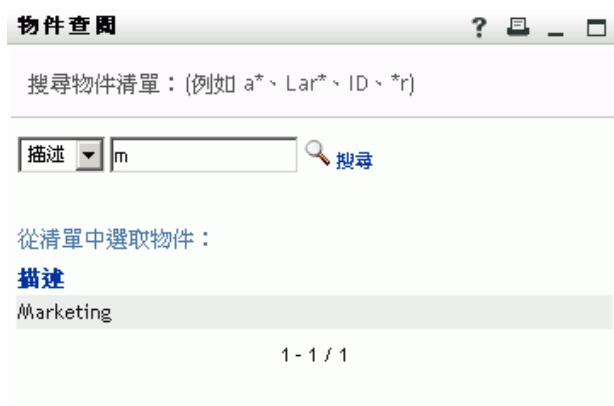 物件查閱 ?
搜尋物件清單：(例如 a*、Lar*、ID、*r)
描述 m 搜尋
從清單中選取物件：
描述
Marketing
1 - 1 / 1